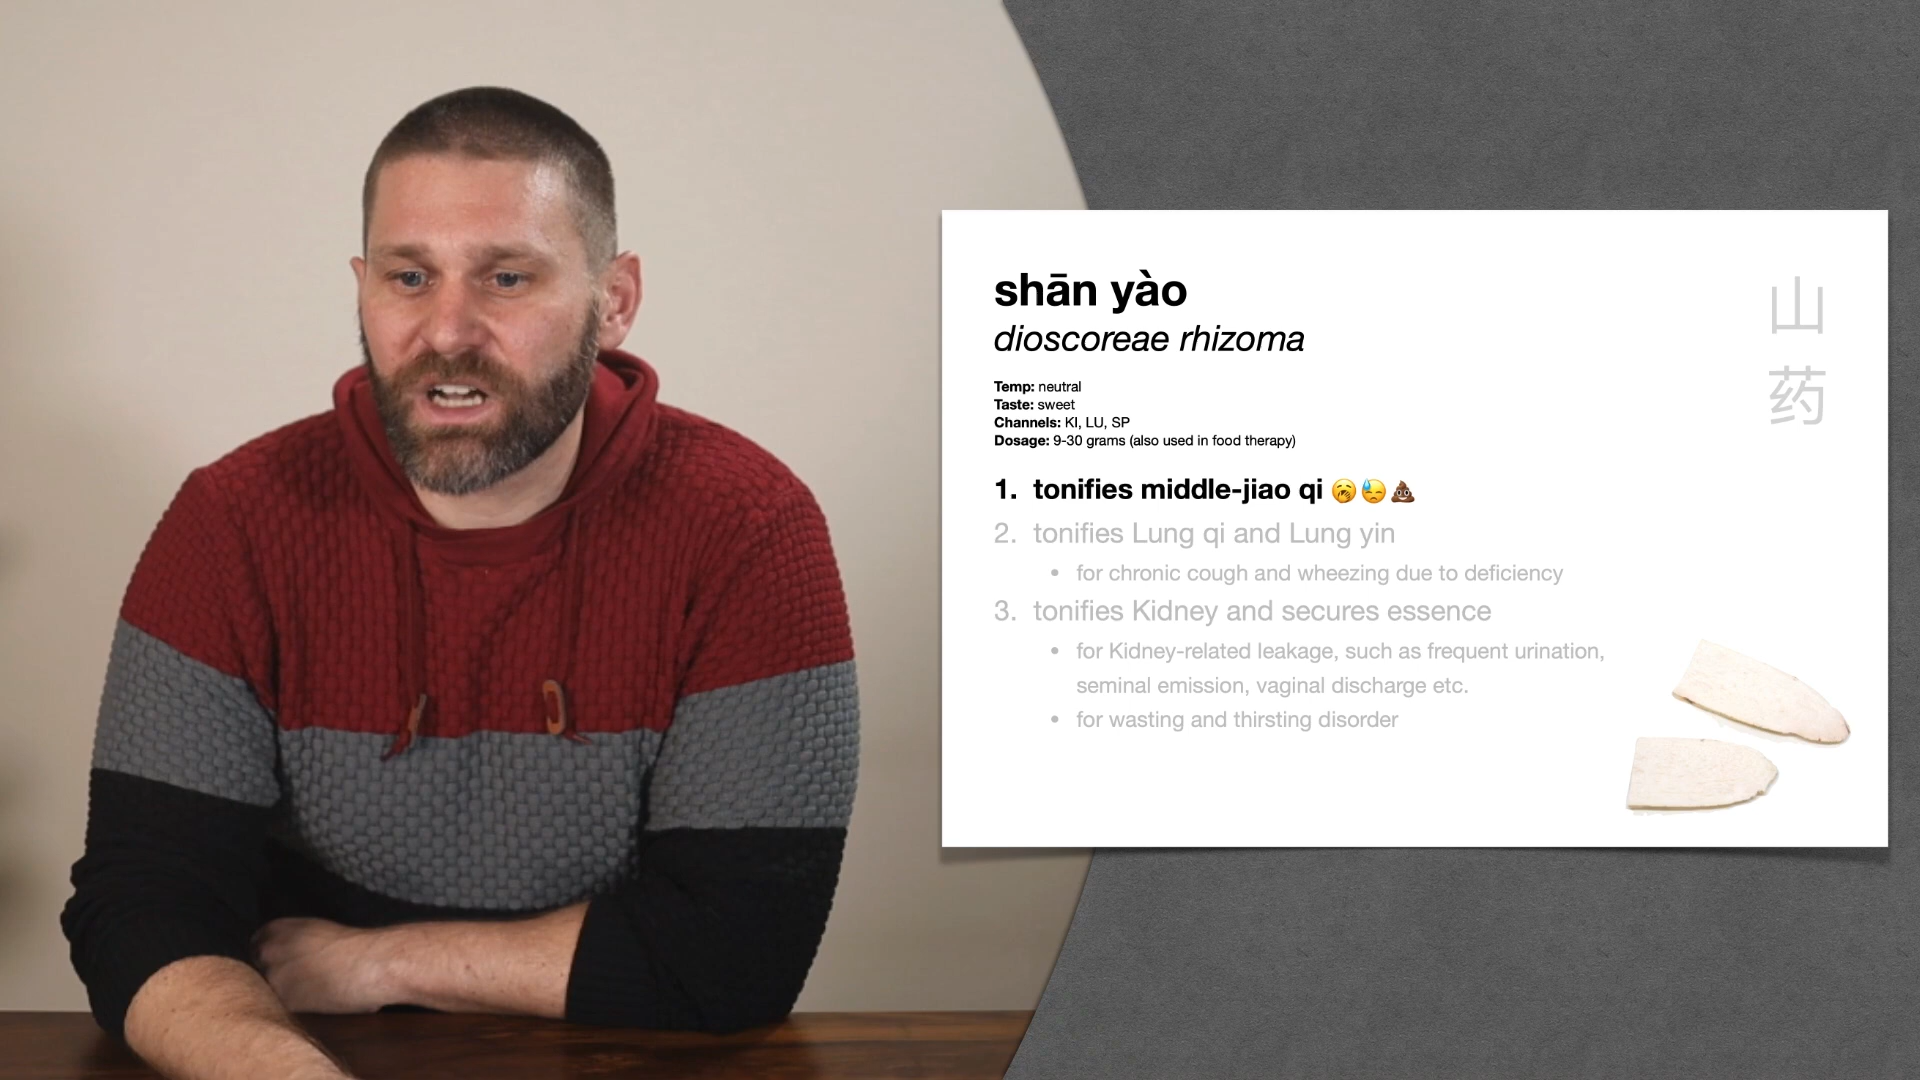 shān yào
dioscoreae rhizoma
Temp: neutral
Taste: sweet
Channels: KI, LU, SP
Dosage: 9-30 grams (also used in food therapy)
1. tonifies middle-jiao qi 🥱😓💩
2. tonifies Lung qi and Lung yin
• for chronic cough and wheezing due to deficiency
3. tonifies Kidney and secures essence
• for Kidney-related leakage, such as frequent urination,
seminal emission, vaginal discharge etc.
• for wasting and thirsting disorder
山
药